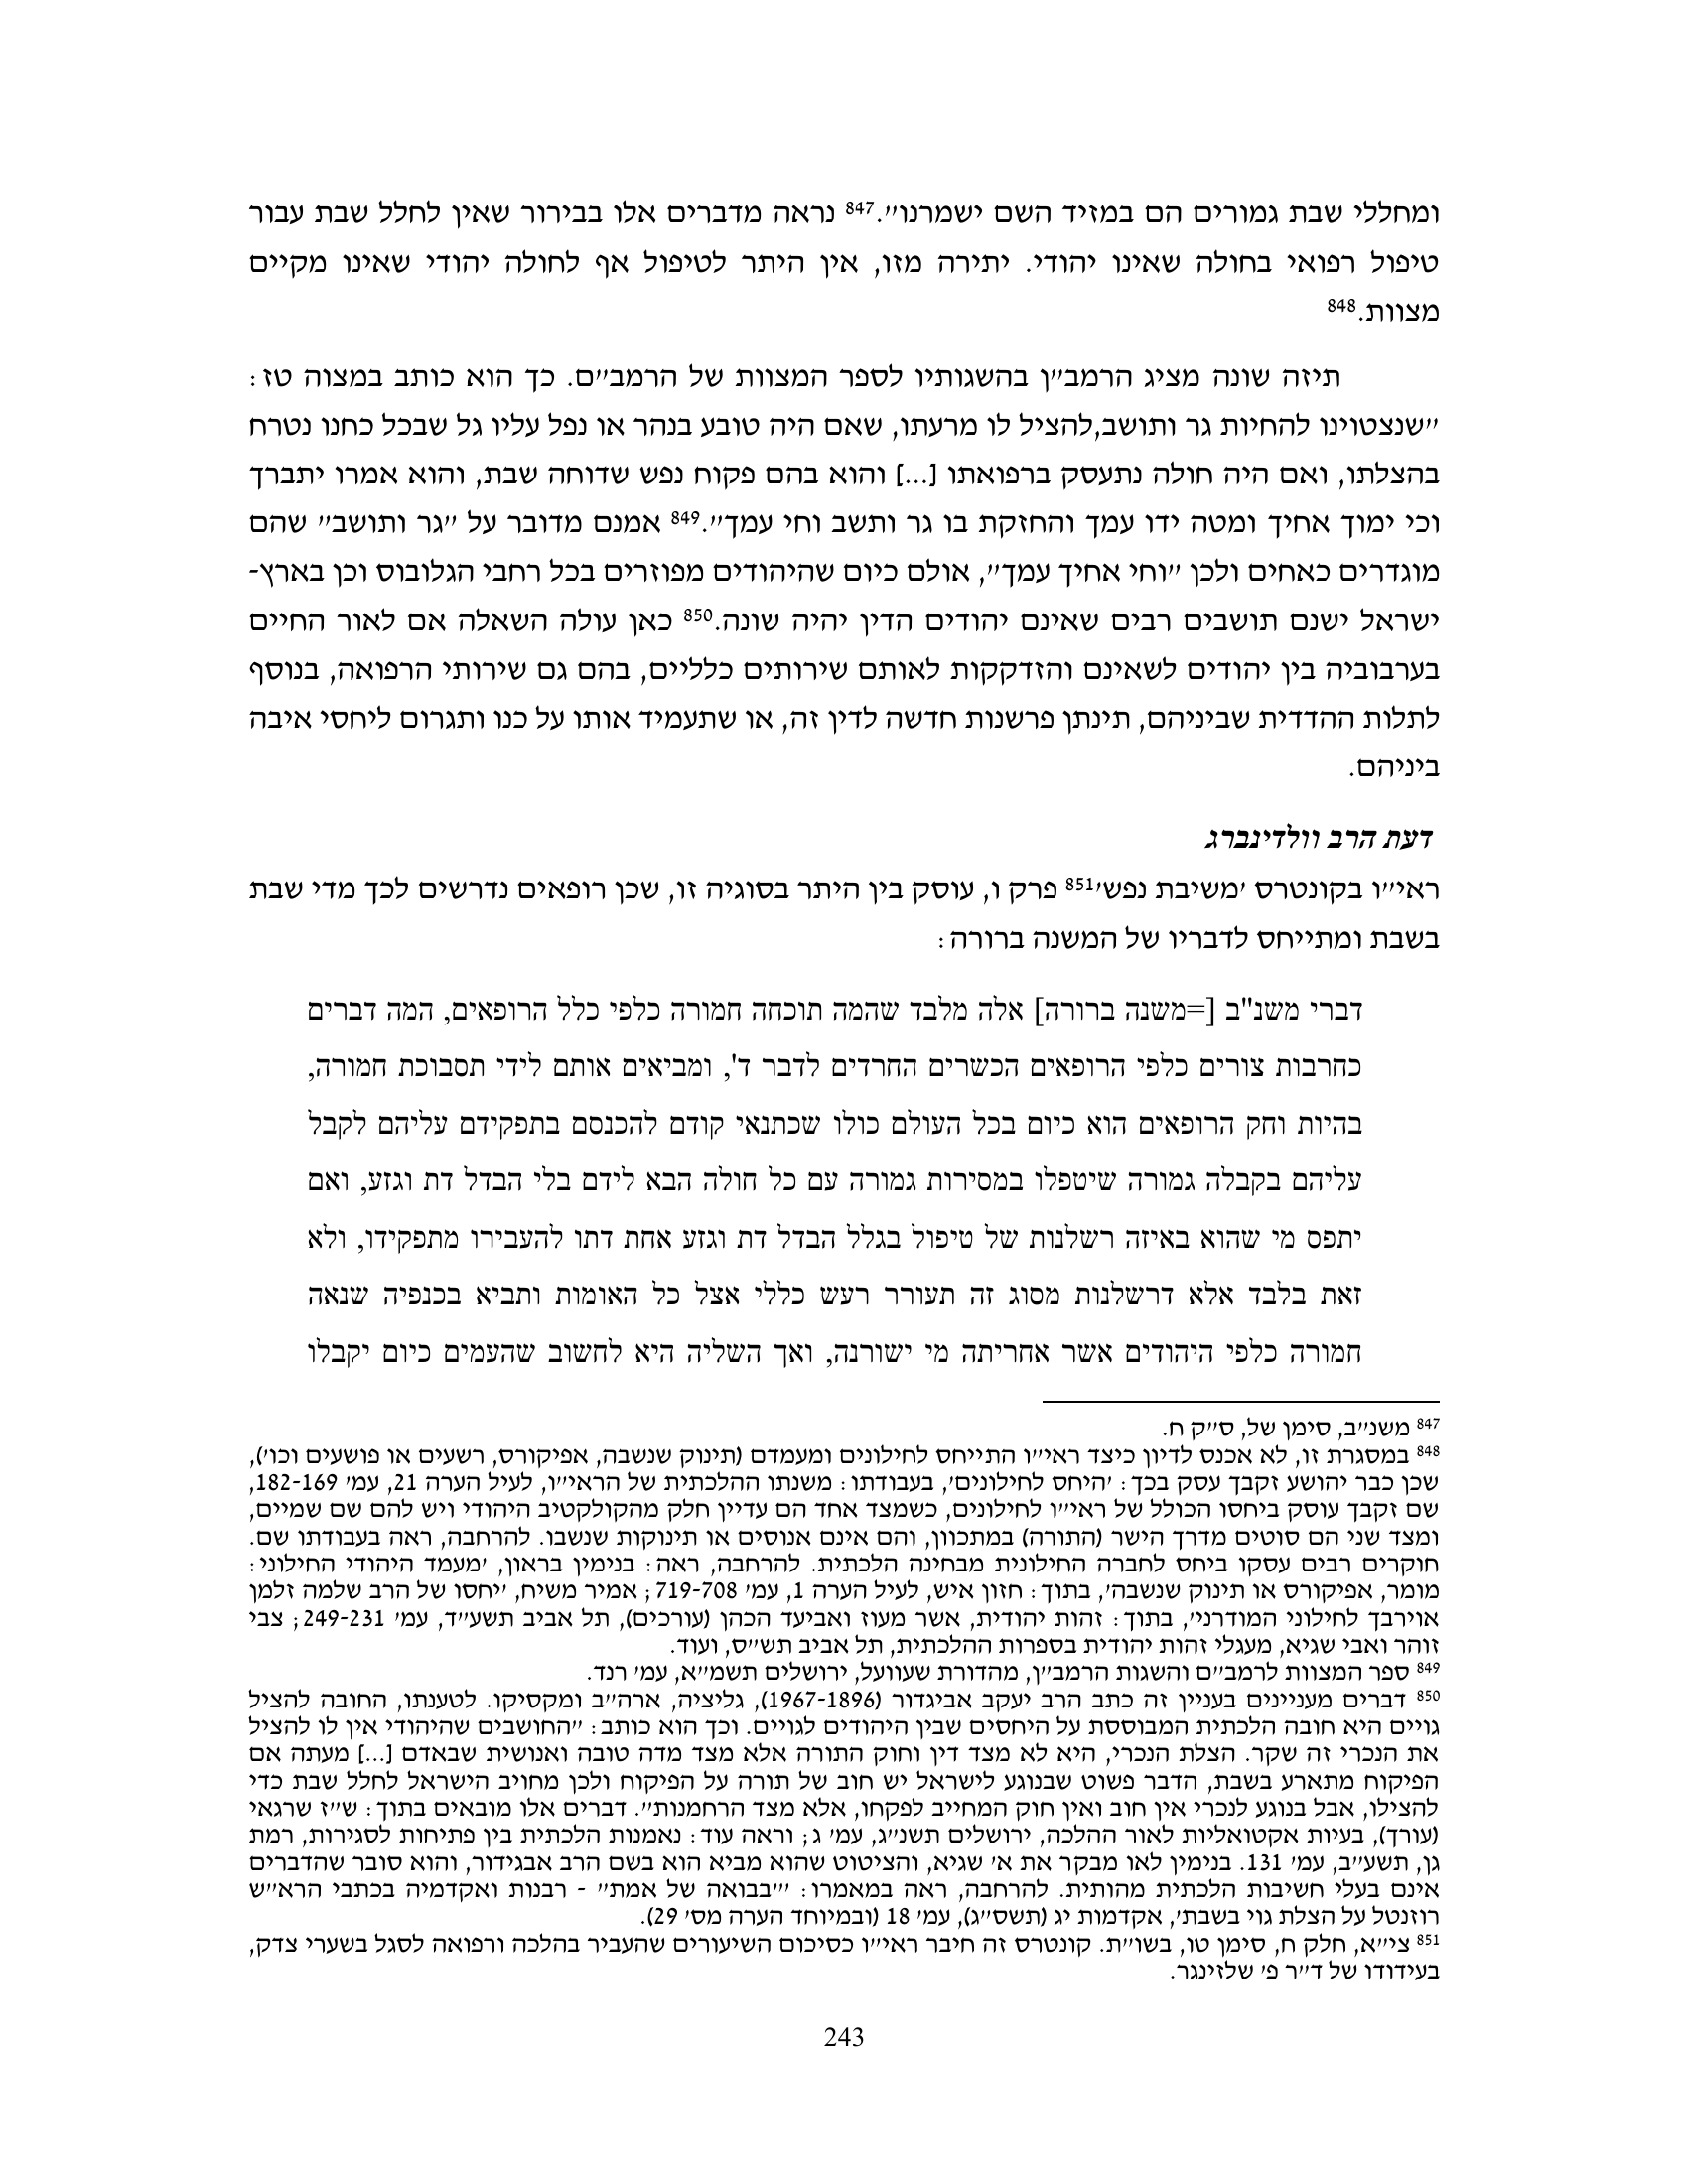 ומחללי שבת גמורים הם במזיד השם ישמרנו״.847 נראה מדברים אלו בבירור שאין לחלל שבת עבור
טיפול רפואי בחולה שאינו יהודי. יתירה מזו, אין היתר לטיפול אף לחולה יהודי שאינו מקיים
מצוות.848
תיזה שונה מציג הרמב״ן בהשגותיו לספר המצוות של הרמב״ם. כך הוא כותב במצוה טז:
״שנצטוינו להחיות גר ותושב,להציל לו מרעתו, שאם היה טובע בנהר או נפל עליו גל שבכל כחנו נטרח
בהצלתו, ואם היה חולה נתעסק ברפואתו [...] והוא בהם פקוח נפש שדוחה שבת, והוא אמרו יתברך
וכי ימוך אחיך ומטה ידו עמך והחזקת בו גר ותשב וחי עמך״.849 אמנם מדובר על ״גר ותושב״ שהם
מוגדרים כאחים ולכן ״וחי אחיך עמך״, אולם כיום שהיהודים מפוזרים בכל רחבי הגלובוס וכן בארץ-
ישראל ישנם תושבים רבים שאינם יהודים הדין יהיה שונה.850 כאן עולה השאלה אם לאור החיים
בערבוביה בין יהודים לשאינם והזדקקות לאותם שירותים כלליים, בהם גם שירותי הרפואה, בנוסף
לתלות ההדדית שביניהם, תינתן פרשנות חדשה לדין זה, או שתעמיד אותו על כנו ותגרום ליחסי איבה
ביניהם.
דעת הרב וולדינברג
ראי״ו בקונטרס ׳משיבת נפש׳851 פרק ו, עוסק בין היתר בסוגיה זו, שכן רופאים נדרשים לכך מדי שבת
בשבת ומתייחס לדבריו של המשנה ברורה:
דברי משנ"ב [=משנה ברורה] אלה מלבד שהמה תוכחה חמורה כלפי כלל הרופאים, המה דברים
כחרבות צורים כלפי הרופאים הכשרים החרדים לדבר ד', ומביאים אותם לידי תסבוכת חמורה,
בהיות וחק הרופאים הוא כיום בכל העולם כולו שכתנאי קודם להכנסם בתפקידם עליהם לקבל
עליהם בקבלה גמורה שיטפלו במסירות גמורה עם כל חולה הבא לידם בלי הבדל דת וגזע, ואם
יתפס מי שהוא באיזה רשלנות של טיפול בגלל הבדל דת וגזע אחת דתו להעבירו מתפקידו, ולא
זאת בלבד אלא דרשלנות מסוג זה תעורר רעש כללי אצל כל האומות ותביא בכנפיה שנאה
חמורה כלפי היהודים אשר אחריתה מי ישורנה, ואך השליה היא לחשוב שהעמים כיום יקבלו
847 משנ״ב, סימן של, ס״ק ח.
848 במסגרת זו, לא אכנס לדיון כיצד ראי״ו התייחס לחילונים ומעמדם (תינוק שנשבה, אפיקורס, רשעים או פושעים וכו׳),
שכן כבר יהושע זקבך עסק בכך: ׳היחס לחילונים׳, בעבודתו: משנתו ההלכתית של הראי״ו, לעיל הערה 21, עמ׳ 182-169,
שם זקבך עוסק ביחסו הכולל של ראי״ו לחילונים, כשמצד אחד הם עדיין חלק מהקולקטיב היהודי ויש להם שם שמיים,
ומצד שני הם סוטים מדרך הישר (התורה) במתכוון, והם אינם אנוסים או תינוקות שנשבו. להרחבה, ראה בעבודתו שם.
חוקרים רבים עסקו ביחס לחברה החילונית מבחינה הלכתית. להרחבה, ראה: בנימין בראון, ׳מעמד היהודי החילוני:
מומר, אפיקורס או תינוק שנשבה׳, בתוך: חזון איש, לעיל הערה 1, עמ׳ 719-708; אמיר משיח, ׳יחסו של הרב שלמה זלמן
אוירבך לחילוני המודרני׳, בתוך: זהות יהודית, אשר מעוז ואביעד הכהן (עורכים), תל אביב תשע״ד, עמ׳ 249-231; צבי
זוהר ואבי שגיא, מעגלי זהות יהודית בספרות ההלכתית, תל אביב תש״ס, ועוד.
849 ספר המצוות לרמב״ם והשגות הרמב״ן, מהדורת שעוועל, ירושלים תשמ״א, עמ׳ רנד.
850 דברים מעניינים בעניין זה כתב הרב יעקב אביגדור (1967-1896), גליציה, ארה״ב ומקסיקו. לטענתו, החובה להציל
גויים היא חובה הלכתית המבוססת על היחסים שבין היהודים לגויים. וכך הוא כותב: ״החושבים שהיהודי אין לו להציל
את הנכרי זה שקר. הצלת הנכרי, היא לא מצד דין וחוק התורה אלא מצד מדה טובה ואנושית שבאדם [...] מעתה אם
הפיקוח מתארע בשבת, הדבר פשוט שבנוגע לישראל יש חוב של תורה על הפיקוח ולכן מחויב הישראל לחלל שבת כדי
להצילו, אבל בנוגע לנכרי אין חוב ואין חוק המחייב לפקחו, אלא מצד הרחמנות״. דברים אלו מובאים בתוך: ש״ז שרגאי
(עורך), בעיות אקטואליות לאור ההלכה, ירושלים תשנ״ג, עמ׳ ג; וראה עוד: נאמנות הלכתית בין פתיחות לסגירות, רמת
גן, תשע״ב, עמ׳ 131. בנימין לאו מבקר את א׳ שגיא, והציטוט שהוא מביא הוא בשם הרב אבגידור, והוא סובר שהדברים
אינם בעלי חשיבות הלכתית מהותית. להרחבה, ראה במאמרו: ׳״בבואה של אמת״ - רבנות ואקדמיה בכתבי הרא״ש
רוזנטל על הצלת גוי בשבת׳, אקדמות יג (תשס״ג), עמ׳ 18 (ובמיוחד הערה מס׳ 29).
851 צי״א, חלק ח, סימן טו, בשו״ת. קונטרס זה חיבר ראי״ו כסיכום השיעורים שהעביר בהלכה ורפואה לסגל בשערי צדק,
בעידודו של ד״ר פ׳ שלזינגר.
243